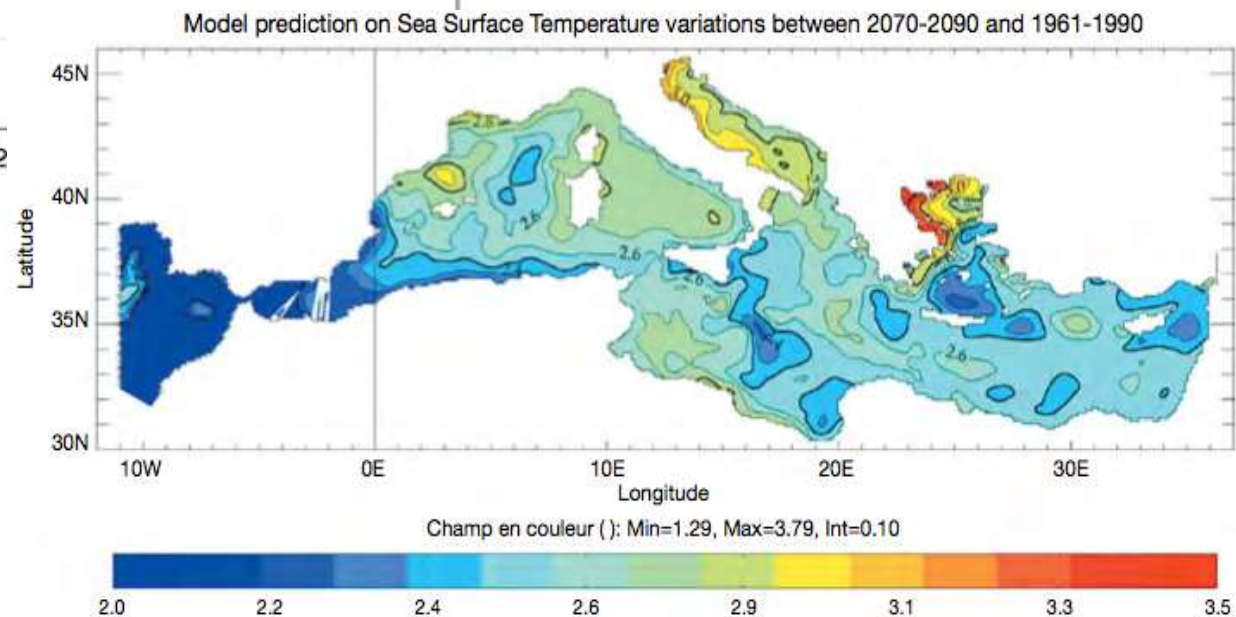 Model prediction on Sea Surface Temperature variations between 2070-2090 and 1961-1990
45N
40N
35N
30N
Latitude
2.8
2.6
2.6
2.6
2.6
10W 0E 10E 20E 30E
Longitude
Champ en couleur ( ): Min=1.29, Max=3.79, Int=0.10
2.0 2.2 2.4 2.6 2.9 3.1 3.3 3.5